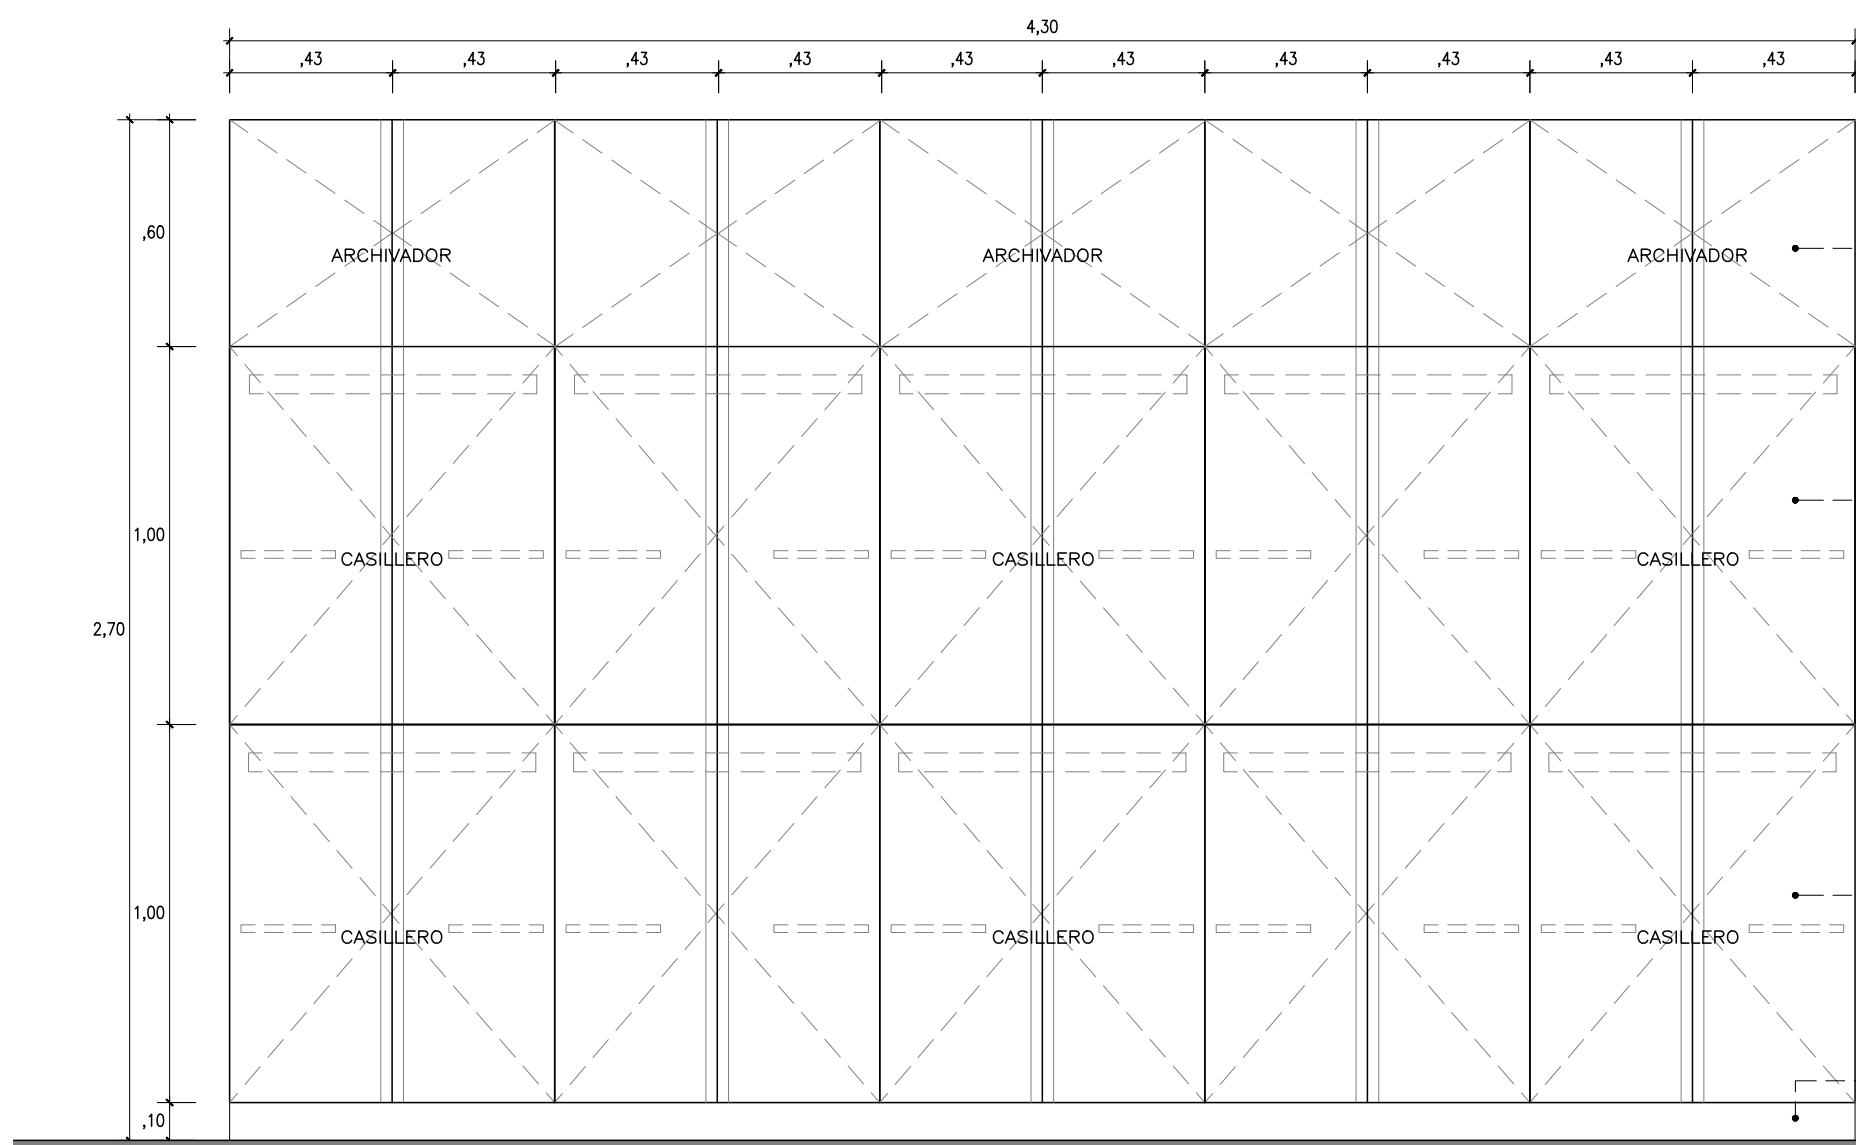 4,30
,43 ,43 ,43 ,43 ,43 ,43 ,43 ,43 ,43 ,43
,60
ARCHIVADOR ARCHIVADOR ARCHIVADOR
1,00
CASILLERO CASILLERO CASILLERO
2,70
1,00
CASILLERO CASILLERO CASILLERO
,10